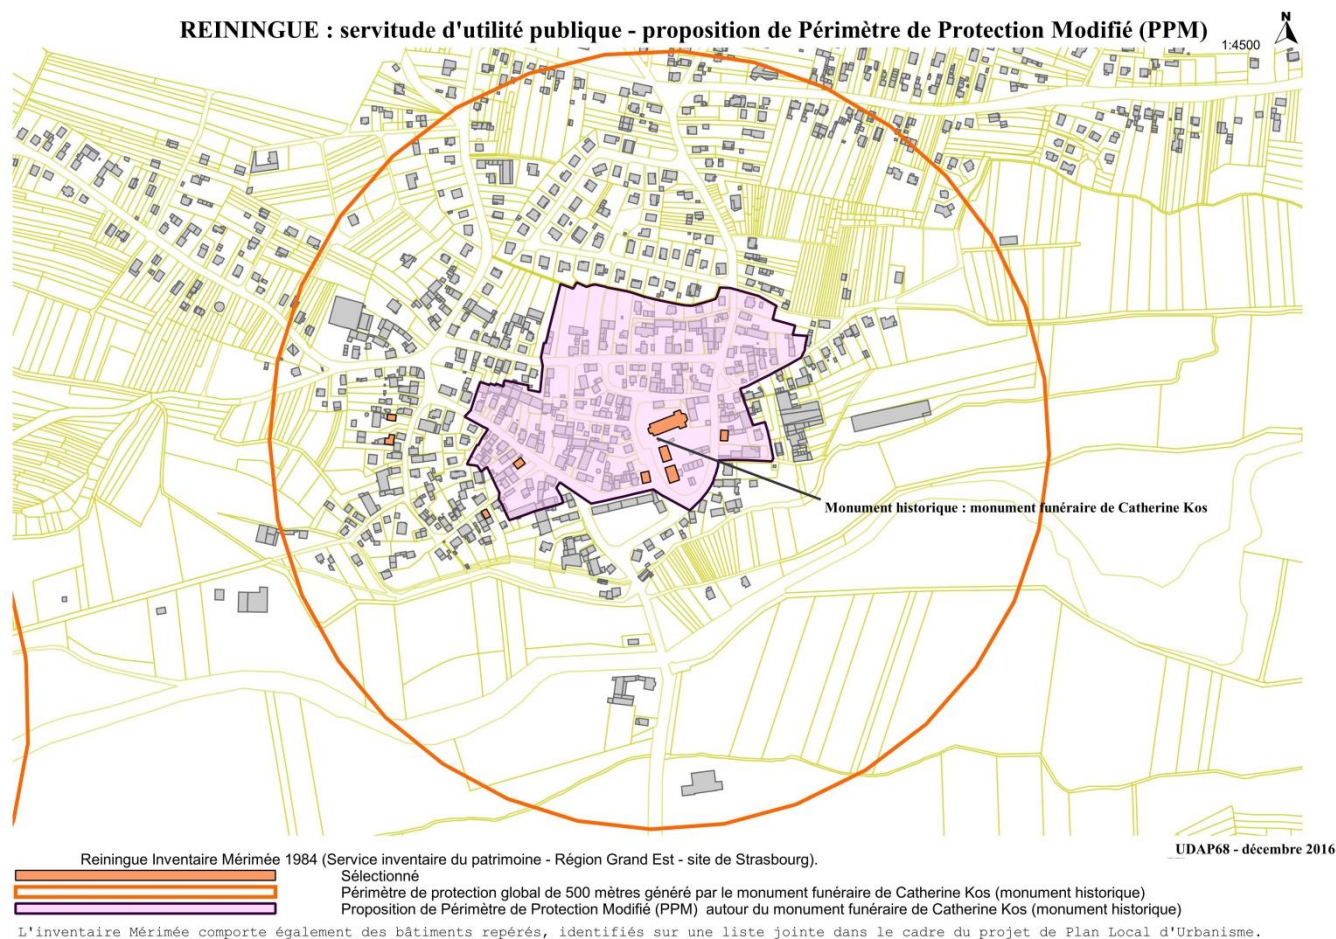 REININGUE : servitude d'utilité publique - proposition de Périmètre de Protection Modifié (PPM)
N
1:4500
Monument historique : monument funéraire de Catherine Kos
UDAP68 - décembre 2016
Reiningue Inventaire Mérimée 1984 (Service inventaire du patrimoine - Région Grand Est - site de Strasbourg).
Sélectionné
Périmètre de protection global de 500 mètres généré par le monument funéraire de Catherine Kos (monument historique)
Proposition de Périmètre de Protection Modifié (PPM) autour du monument funéraire de Catherine Kos (monument historique)
L'inventaire Mérimée comporte également des bâtiments repérés, identifiés sur une liste jointe dans le cadre du projet de Plan Local d'Urbanisme.